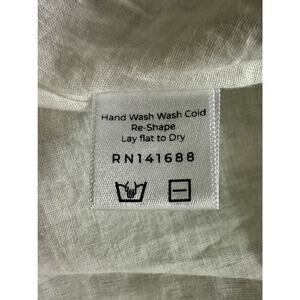 Hand Wash Wash Cold
Re-Shape
Lay flat to Dry
RN141688